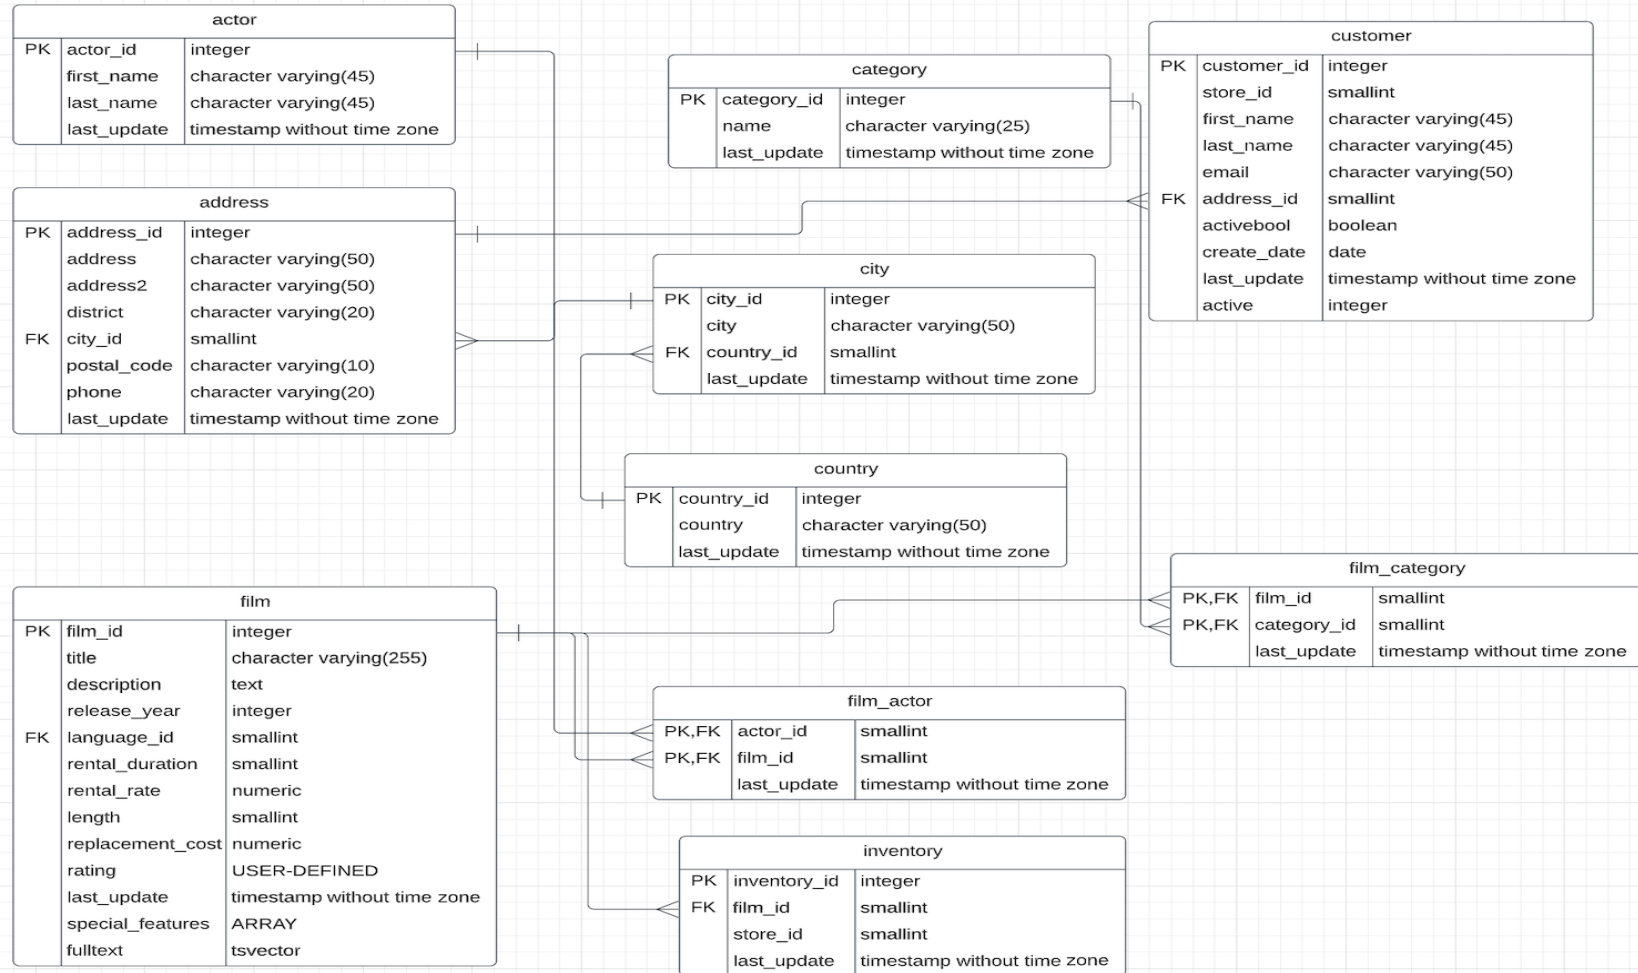 actor
PK actor_id integer
first_name character varying(45)
last_name character varying(45)
last_update timestamp without time zone
address
PK address_id integer
address character varying(50)
address2 character varying(50)
district character varying(20)
FK city_id smallint
postal_code character varying(10)
phone character varying(20)
last_update timestamp without time zone
film
PK film_id integer
title character varying(255)
description text
release_year integer
FK language_id smallint
rental_duration smallint
rental_rate numeric
length smallint
replacement_cost numeric
rating USER-DEFINED
last_update timestamp without time zone
special_features ARRAY
fulltext tsvector
category
PK category_id integer
name character varying(25)
last_update timestamp without time zone
city
PK city_id integer
city character varying(50)
FK country_id smallint
last_update timestamp without time zone
country
PK country_id integer
country character varying(50)
last_update timestamp without time zone
film_actor
PK,FK actor_id smallint
PK,FK film_id smallint
last_update timestamp without time zone
inventory
PK inventory_id integer
FK film_id smallint
store_id smallint
last_update timestamp without time zone
customer
PK customer_id integer
store_id smallint
first_name character varying(45)
last_name character varying(45)
email character varying(50)
FK address_id smallint
activebool boolean
create_date date
last_update timestamp without time zone
active integer
film_category
PK,FK film_id smallint
PK,FK category_id smallint
last_update timestamp without time zone